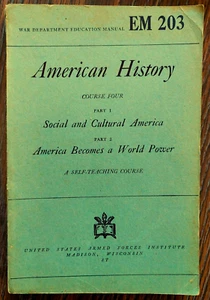 WAR DEPARTMENT EDUCATION MANUAL EM 203
American History
COURSE FOUR
PART 1
Social and Cultural America
PART 2
America Becomes a World Power
A SELF-TEACHING COURSE
UNITED STATES ARMED FORCES INSTITUTE
MADISON, WISCONSIN